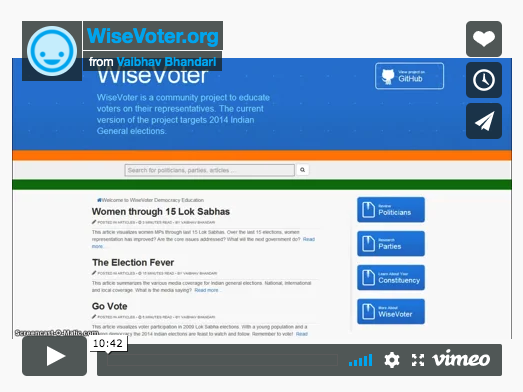 WiseVoter.org
from Vaibhav Bhandari
WiseVoter
View project on
GitHub
WiseVoter is a community project to educate
voters on their representatives. The current
version of the project targets 2014 Indian
General elections.
Search for politicians, parties, articles ...
Welcome to WiseVoter Democracy Education
Women through 15 Lok Sabhas
POSTED IN ARTICLES • 2 MINUTES READ • BY VAIBHAV BHANDARI
This article visualizes women MPs through last 15 Lok Sabhas. Over the last 15 elections, women
representation has improved? Are the core issues addressed? What will the next government do? Read
more...
The Election Fever
POSTED IN ARTICLES • 15 MINUTES READ • BY VAIBHAV BHANDARI
This article summarizes the various media coverage for Indian general elections. National, international
and local coverage. What is the media saying? Read more...
Go Vote
POSTED IN ARTICLES • 3 MINUTES READ • BY VAIBHAV BHANDARI
This article visualizes voter participation in 2009 Lok Sabha elections. With a young population and a
democracy the 2014 Indian elections are feast to watch and follow. Remember to vote! Read
Review
Politicians
Research
Parties
Learn About Your
Constituency
More About
WiseVoter
Screencast-O-Matic.com
10:42
vimeo